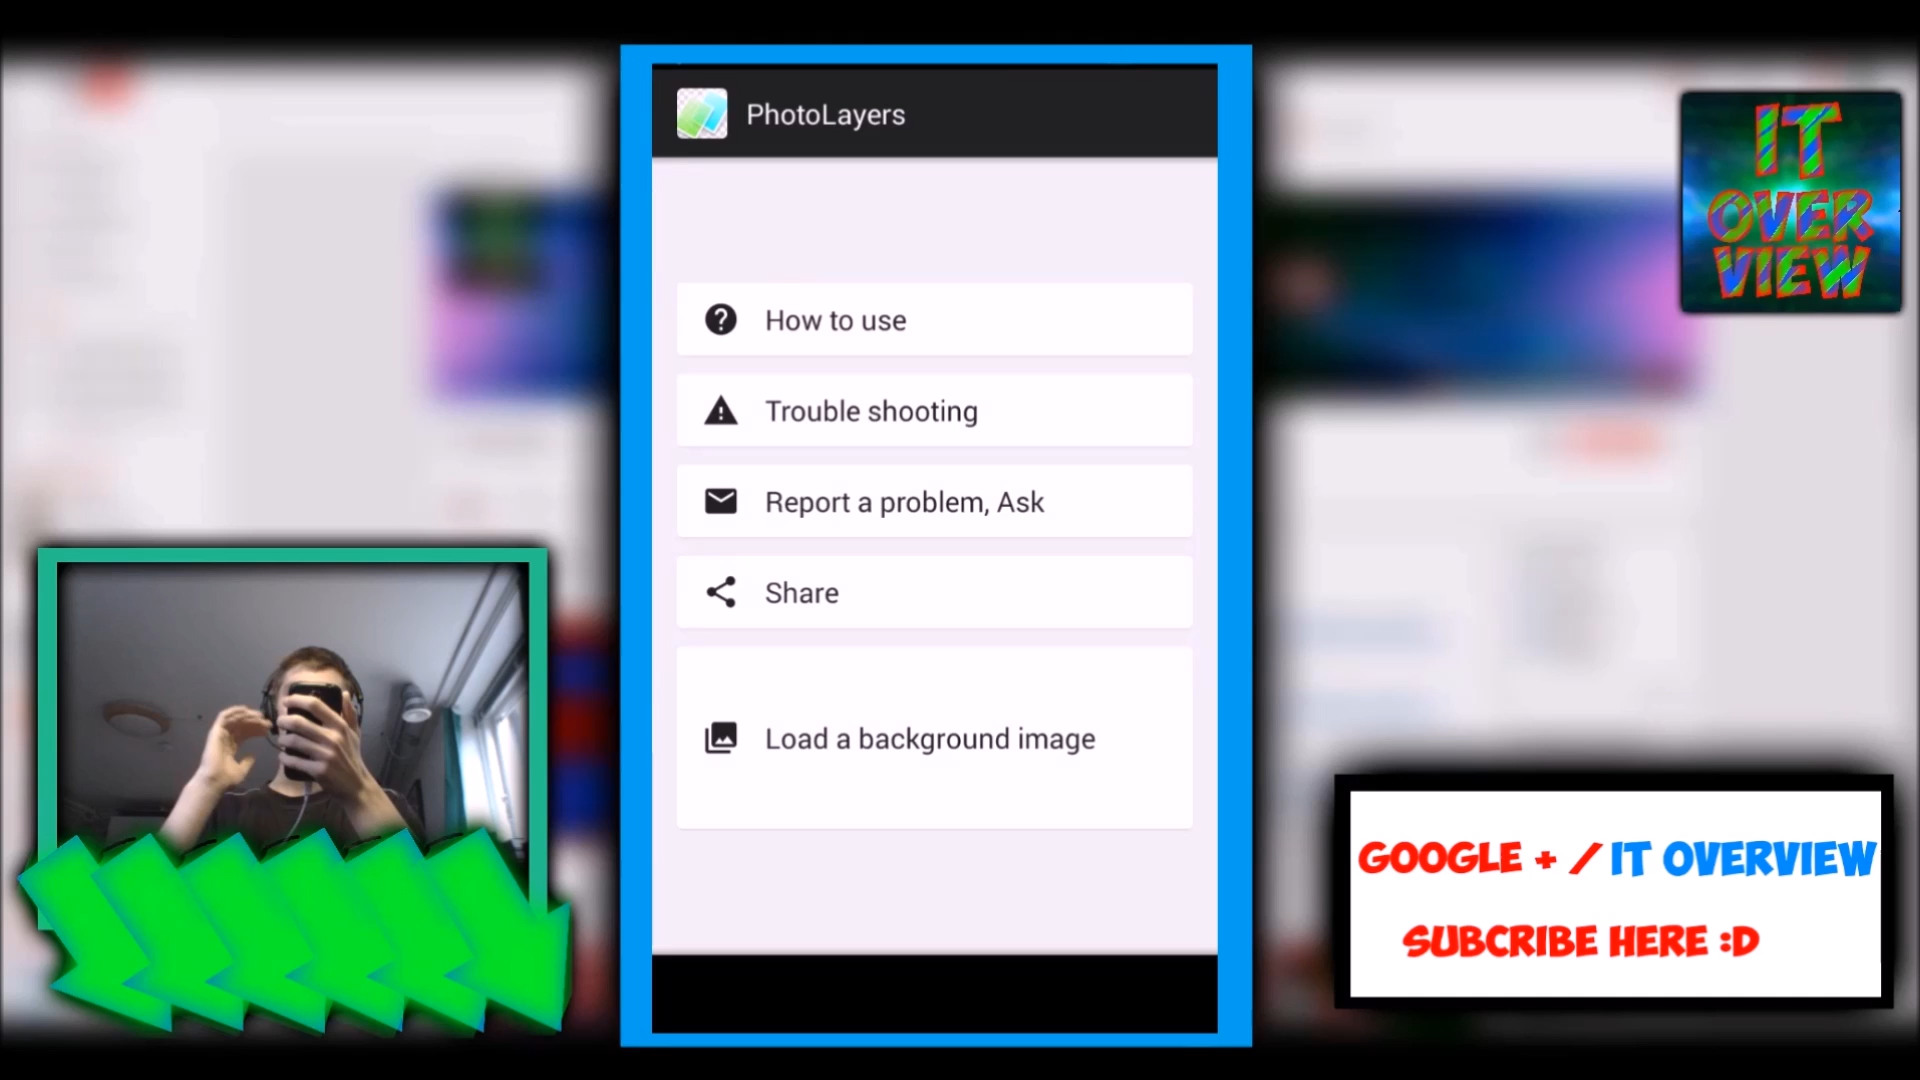 PhotoLayers
How to use
Trouble shooting
Report a problem, Ask
Share
Load a background image
IT
OVER
VIEW
GOOGLE + / IT OVERVIEW
SUBCRIBE HERE :D